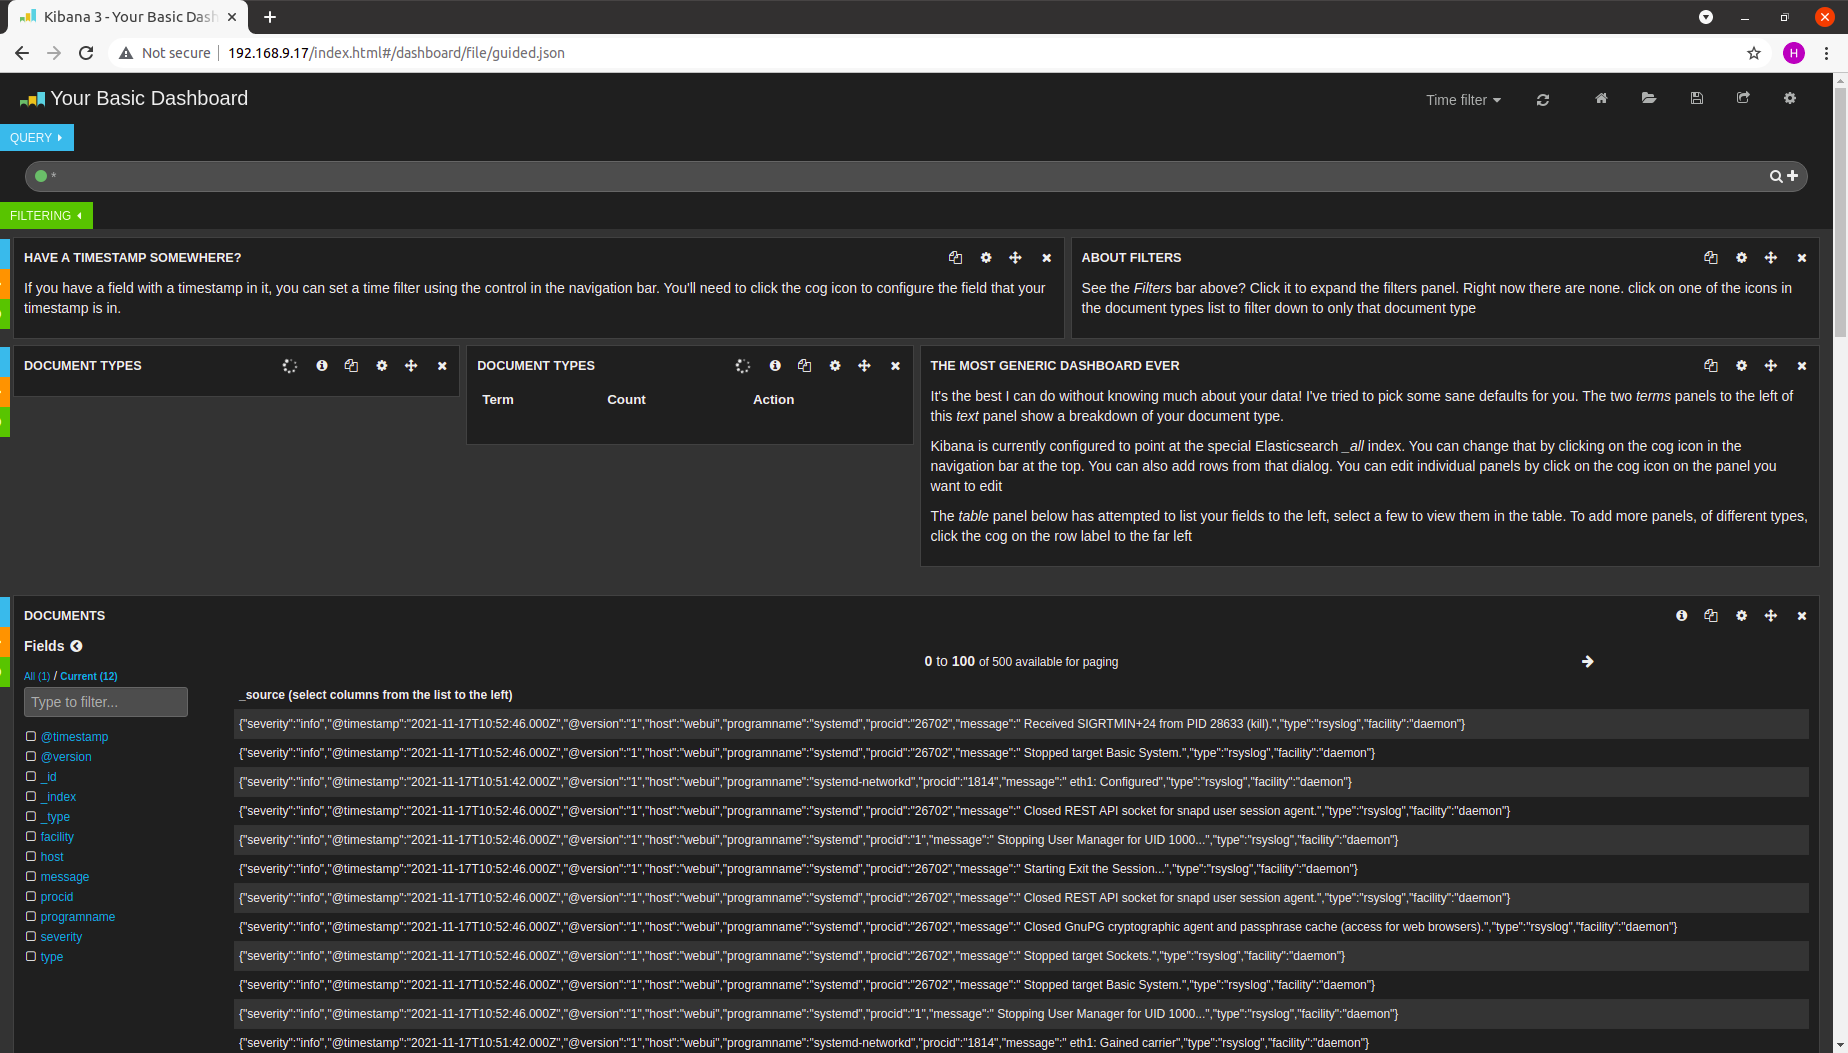 Kibana 3 - Your Basic Dash
Not secure
192.168.9.17/index.html#/dashboard/file/guided.json
H
Your Basic Dashboard
Time filter
QUERY
*
FILTERING
HAVE A TIMESTAMP SOMEWHERE?
If you have a field with a timestamp in it, you can set a time filter using the control in the navigation bar. You'll need to click the cog icon to configure the field that your
timestamp is in.
ABOUT FILTERS
See the Filters bar above? Click it to expand the filters panel. Right now there are none. click on one of the icons in
the document types list to filter down to only that document type
DOCUMENT TYPES
DOCUMENT TYPES
Term Count Action
THE MOST GENERIC DASHBOARD EVER
It's the best I can do without knowing much about your data! I've tried to pick some sane defaults for you. The two terms panels to the left of
this text panel show a breakdown of your document type.
Kibana is currently configured to point at the special Elasticsearch _all index. You can change that by clicking on the cog icon in the
navigation bar at the top. You can also add rows from that dialog. You can edit individual panels by click on the cog icon on the panel you
want to edit
The table panel below has attempted to list your fields to the left, select a few to view them in the table. To add more panels, of different types,
click the cog on the row label to the far left
DOCUMENTS
Fields
All (1) / Current (12)
Type to filter...
@timestamp
@version
_id
_index
_type
facility
host
message
procid
programname
severity
type
0 to 100 of 500 available for paging
_source (select columns from the list to the left)
{"severity":"info","@timestamp":"2021-11-17T10:52:46.000Z","@version":"1","host":"webui","programname":"systemd","procid":"26702","message":" Received SIGRTMIN+24 from PID 28633 (kill).","type":"rsyslog","facility":"daemon"}
{"severity":"info","@timestamp":"2021-11-17T10:52:46.000Z","@version":"1","host":"webui","programname":"systemd","procid":"26702","message":" Stopped target Basic System.","type":"rsyslog","facility":"daemon"}
{"severity":"info","@timestamp":"2021-11-17T10:51:42.000Z","@version":"1","host":"webui","programname":"systemd-networkd","procid":"1814","message":" eth1: Configured","type":"rsyslog","facility":"daemon"}
{"severity":"info","@timestamp":"2021-11-17T10:52:46.000Z","@version":"1","host":"webui","programname":"systemd","procid":"26702","message":" Closed REST API socket for snapd user session agent.","type":"rsyslog","facility":"daemon"}
{"severity":"info","@timestamp":"2021-11-17T10:52:46.000Z","@version":"1","host":"webui","programname":"systemd","procid":"1","message":" Stopping User Manager for UID 1000...","type":"rsyslog","facility":"daemon"}
{"severity":"info","@timestamp":"2021-11-17T10:52:46.000Z","@version":"1","host":"webui","programname":"systemd","procid":"26702","message":" Starting Exit the Session...","type":"rsyslog","facility":"daemon"}
{"severity":"info","@timestamp":"2021-11-17T10:52:46.000Z","@version":"1","host":"webui","programname":"systemd","procid":"26702","message":" Closed REST API socket for snapd user session agent.","type":"rsyslog","facility":"daemon"}
{"severity":"info","@timestamp":"2021-11-17T10:52:46.000Z","@version":"1","host":"webui","programname":"systemd","procid":"26702","message":" Closed GnuPG cryptographic agent and passphrase cache (access for web browsers).","type":"rsyslog","facility":"daemon"}
{"severity":"info","@timestamp":"2021-11-17T10:52:46.000Z","@version":"1","host":"webui","programname":"systemd","procid":"26702","message":" Stopped target Sockets.","type":"rsyslog","facility":"daemon"}
{"severity":"info","@timestamp":"2021-11-17T10:52:46.000Z","@version":"1","host":"webui","programname":"systemd","procid":"26702","message":" Stopped target Basic System.","type":"rsyslog","facility":"daemon"}
{"severity":"info","@timestamp":"2021-11-17T10:52:46.000Z","@version":"1","host":"webui","programname":"systemd","procid":"1","message":" Stopping User Manager for UID 1000...","type":"rsyslog","facility":"daemon"}
{"severity":"info","@timestamp":"2021-11-17T10:51:42.000Z","@version":"1","host":"webui","programname":"systemd-networkd","procid":"1814","message":" eth1: Gained carrier","type":"rsyslog","facility":"daemon"}